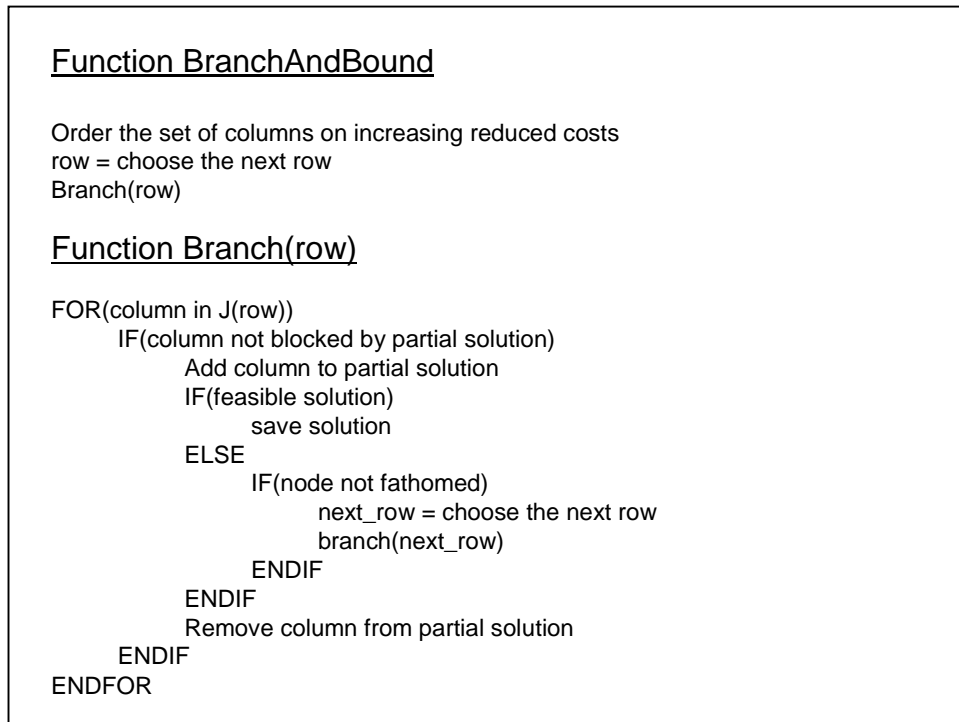 Function BranchAndBound
Order the set of columns on increasing reduced costs
row = choose the next row
Branch(row)
Function Branch(row)
FOR(column in J(row))
IF(column not blocked by partial solution)
Add column to partial solution
IF(feasible solution)
save solution
ELSE
IF(node not fathomed)
next_row = choose the next row
branch(next_row)
ENDIF
ENDIF
Remove column from partial solution
ENDIF
ENDFOR